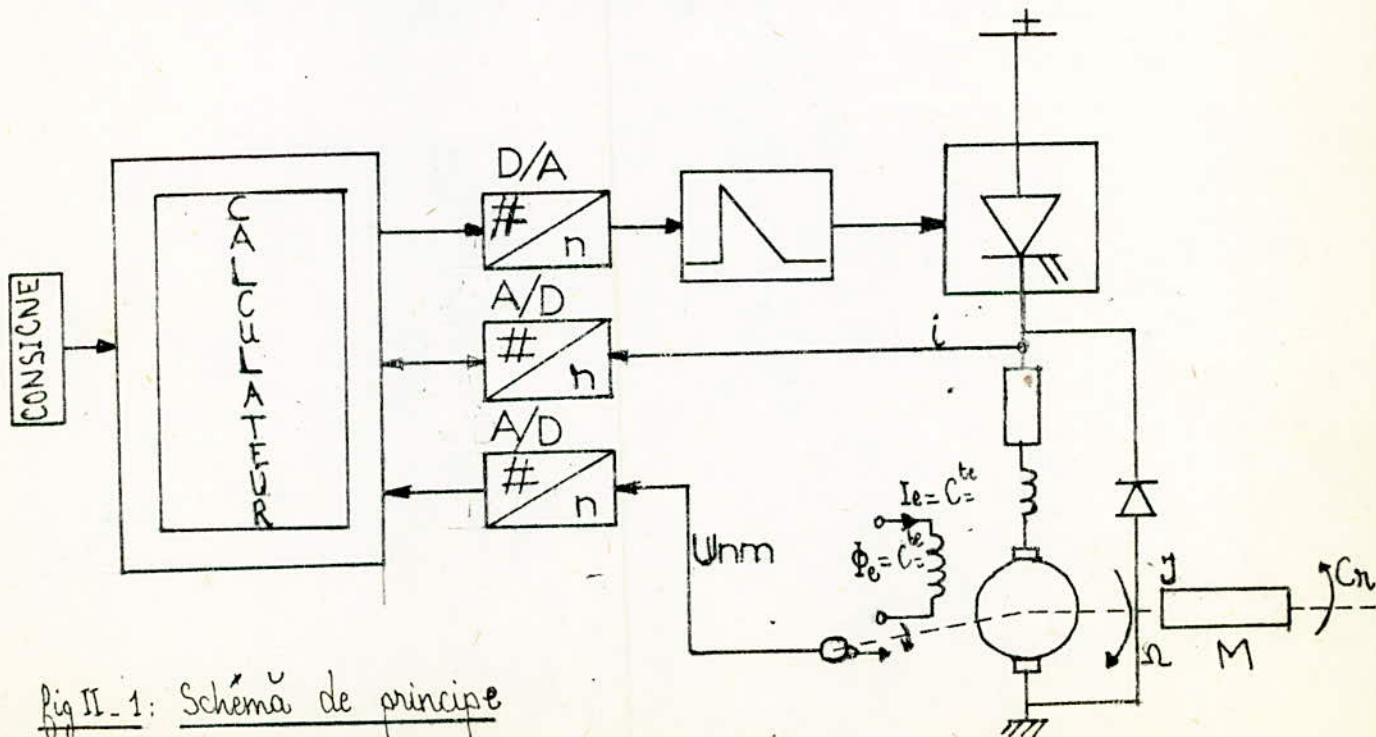 +
D/A
#
n
CONSIGNE
CALCULATEUR
A/D
#
n
i
A/D
#
n
Unm
Ie = Cte
Φe = Cte
J
Cr
Ω
M
fig II_1: Schéma de principe